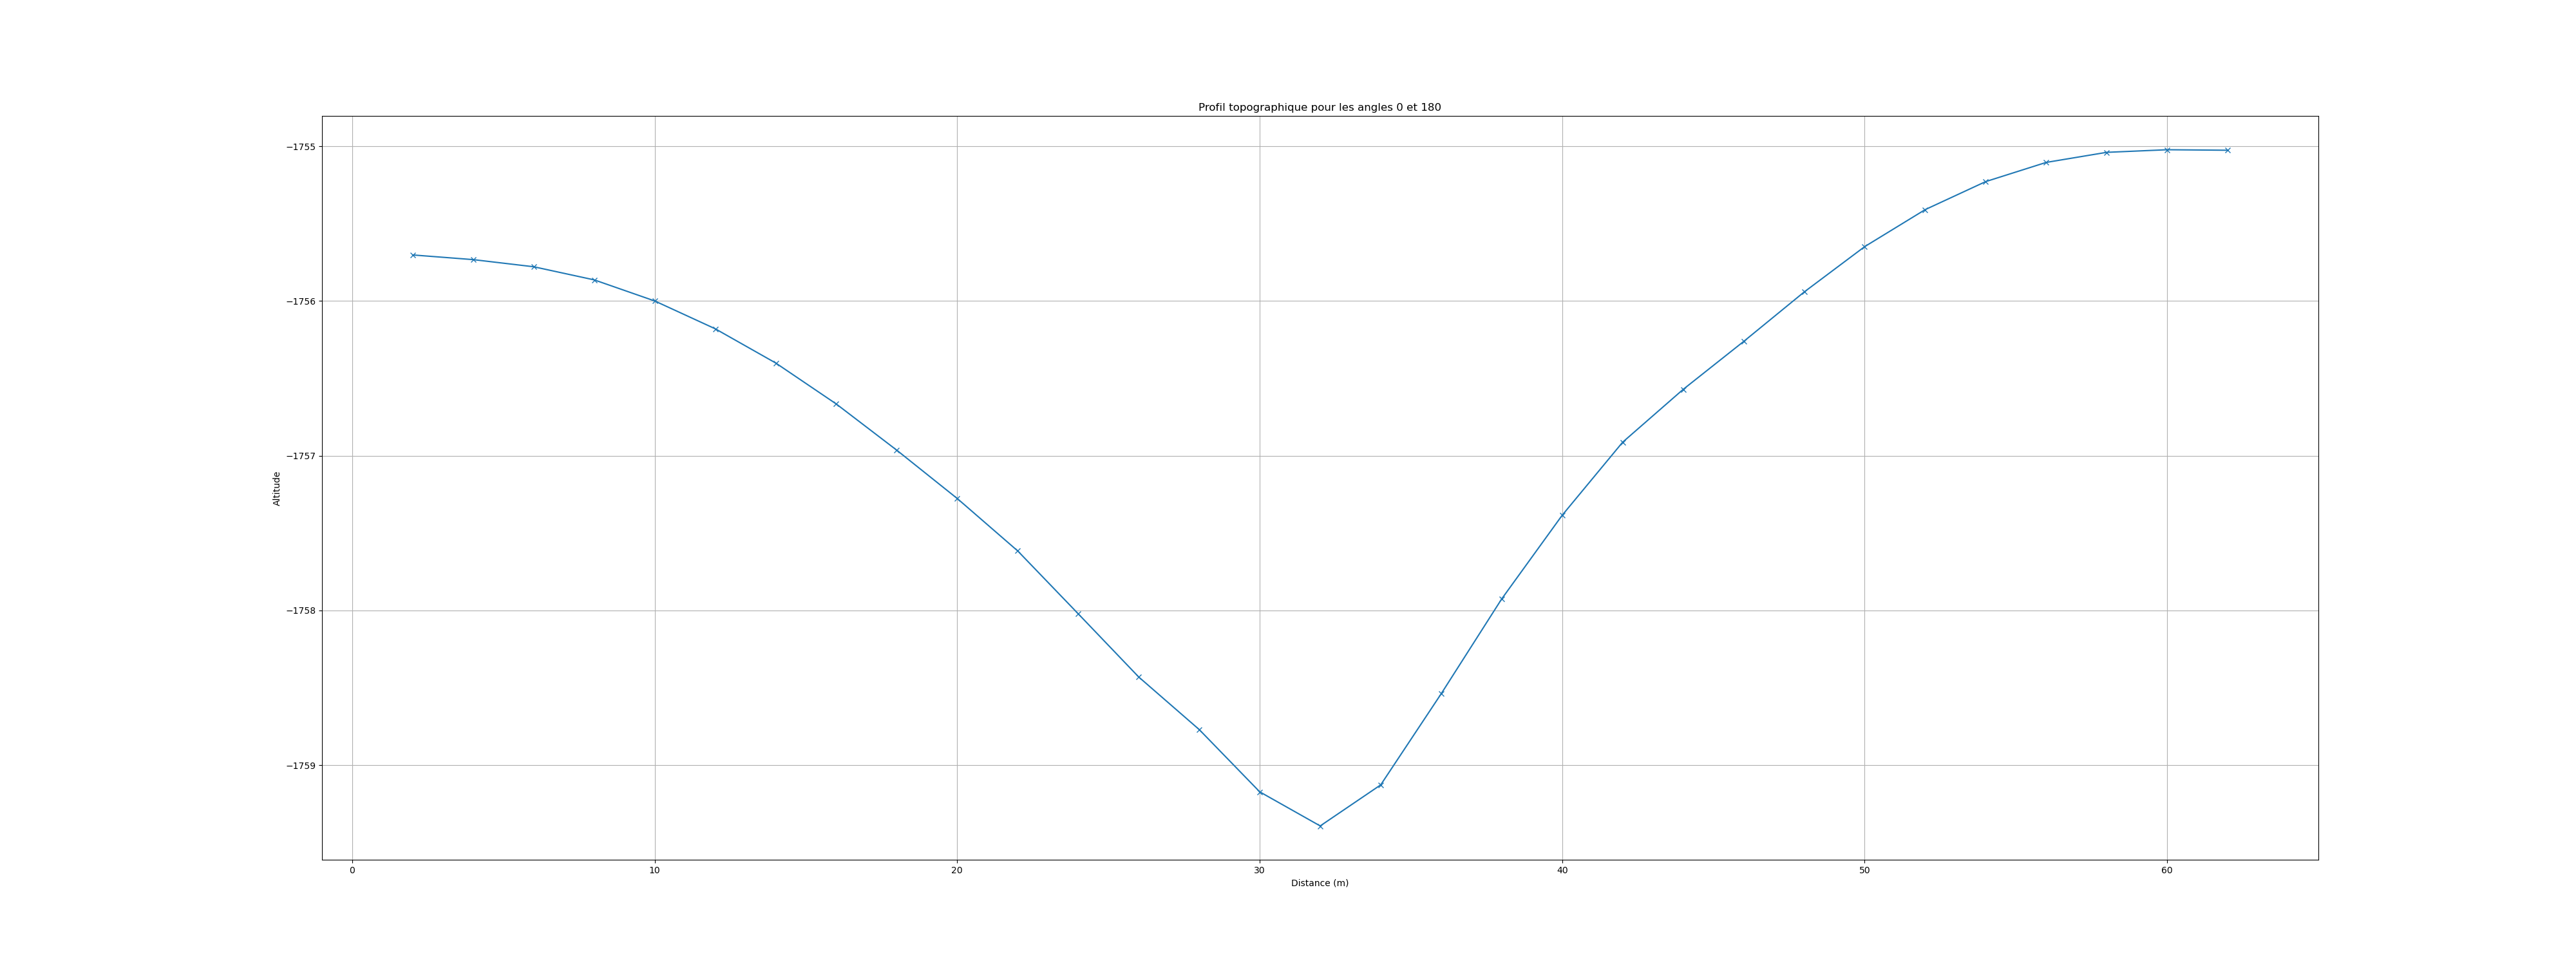 Profil topographique pour les angles 0 et 180
−1755
−1756
−1757
−1758
−1759
Altitude
0 10 20 30 40 50 60
Distance (m)